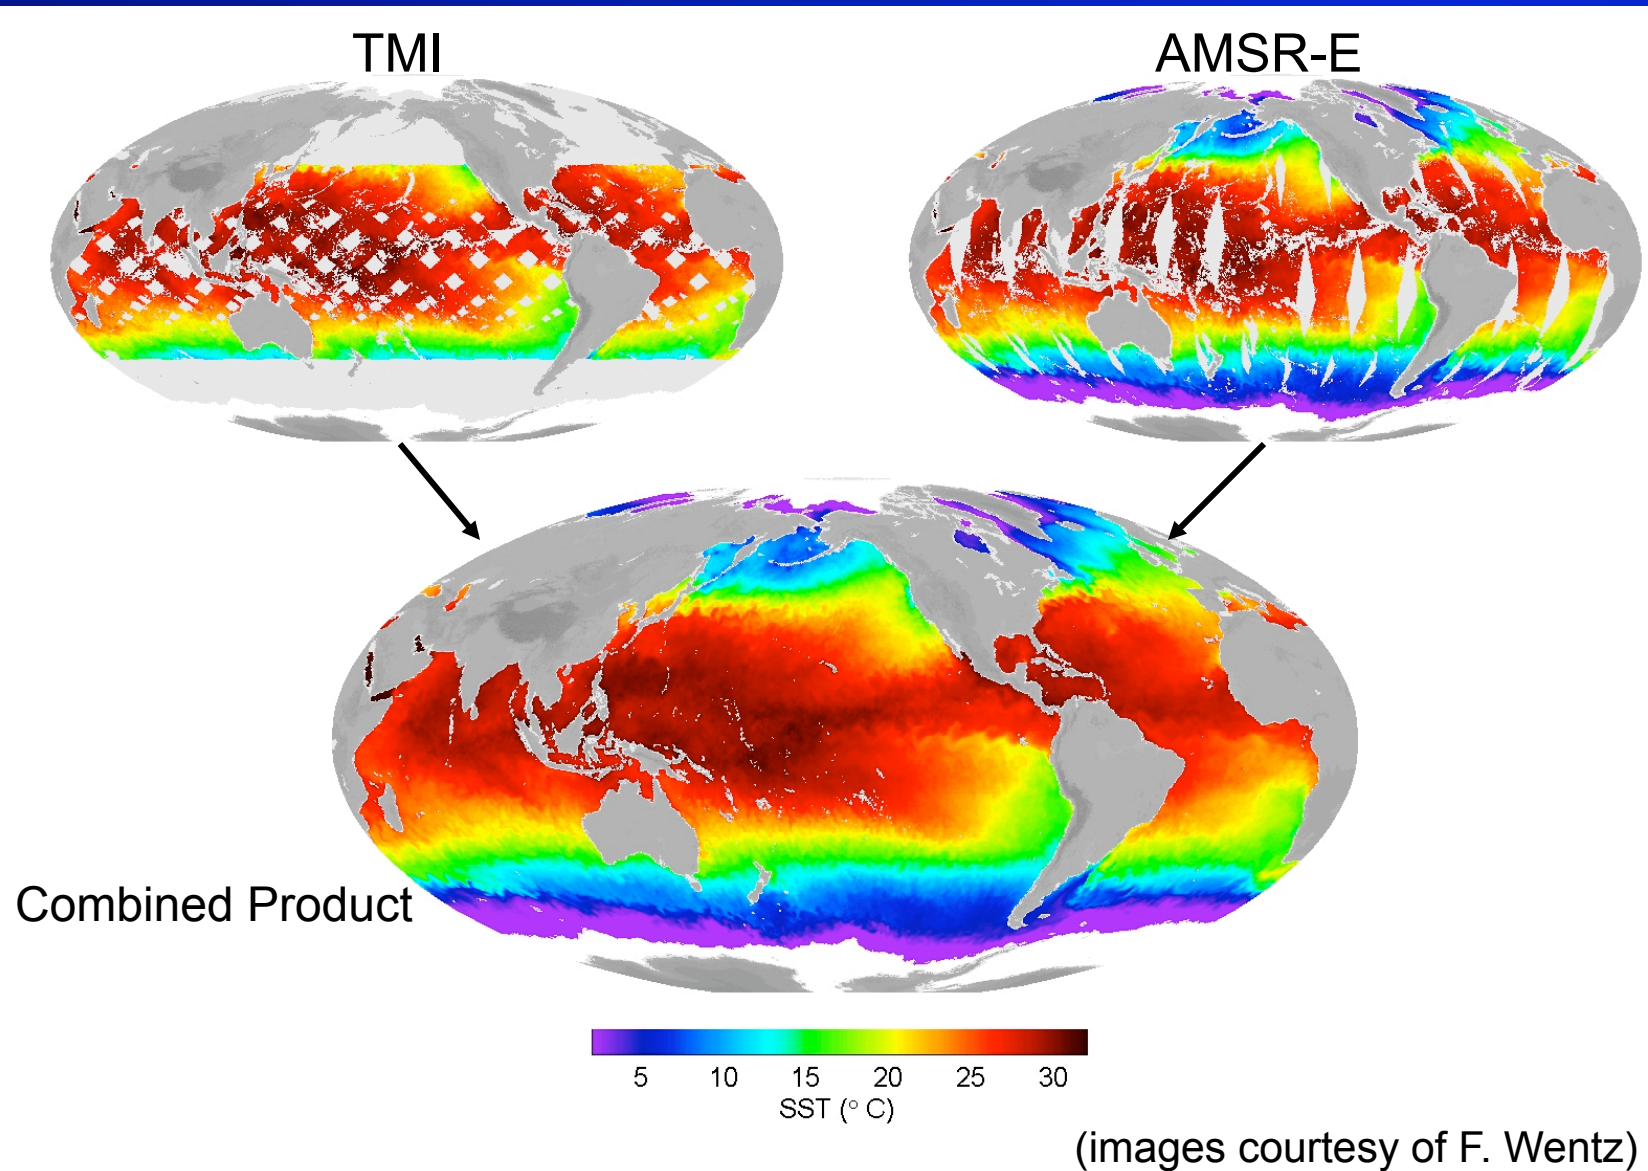 TMI
AMSR-E
Combined Product
5 10 15 20 25 30
SST (° C)
(images courtesy of F. Wentz)